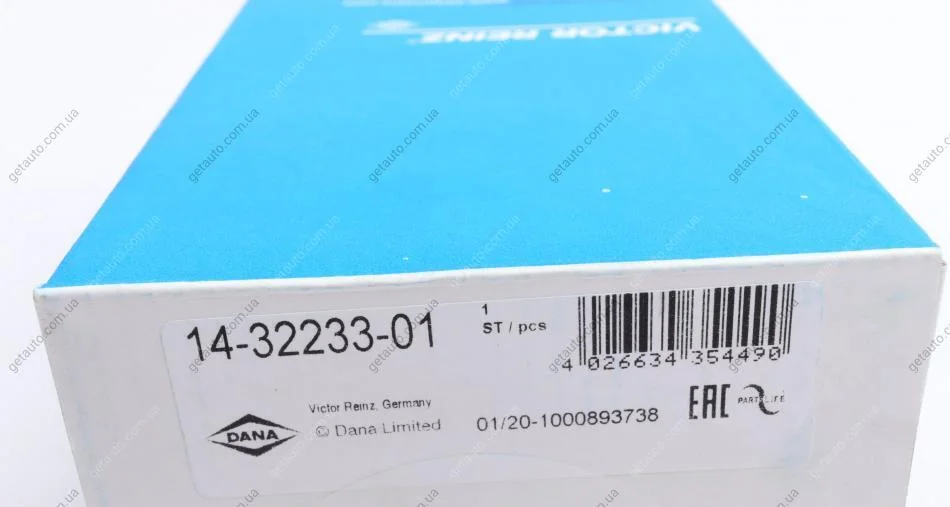 VICTOR REINZ®
14-32233-01
1
ST / pcs
4 026634 354490
Victor Reinz, Germany
© Dana Limited
DANA
01/20-1000893738
EAC
PARTSLIFE
getauto.com.ua